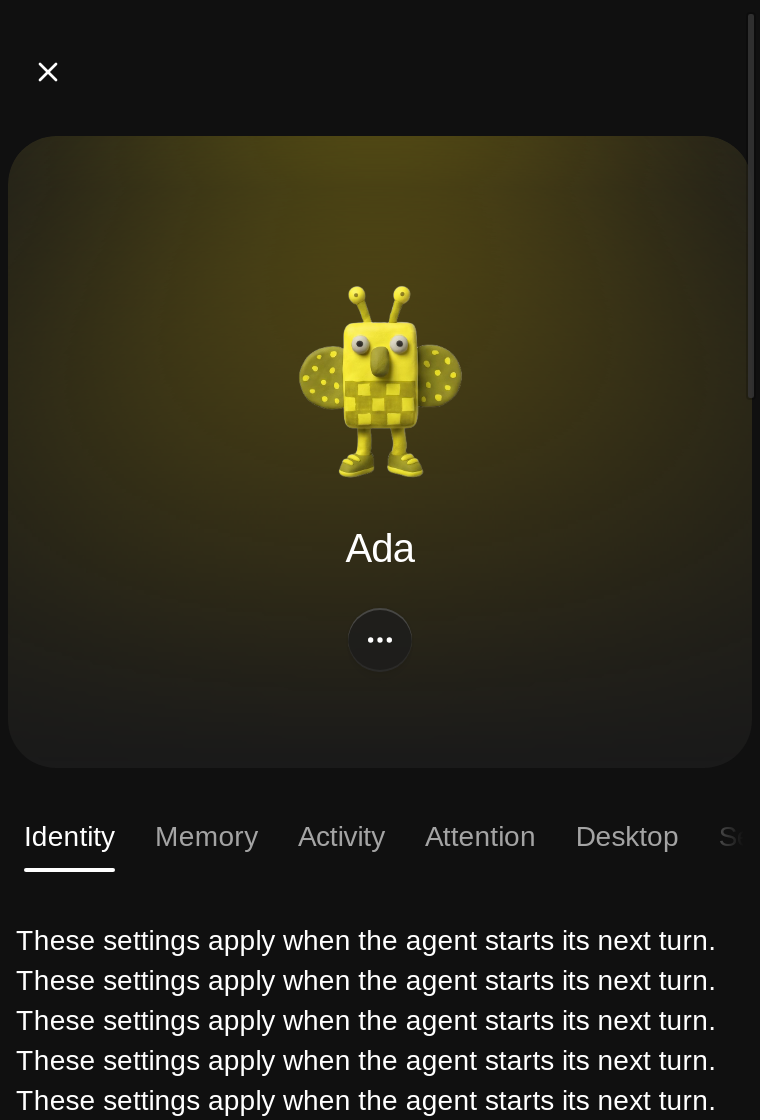 Ada
Identity Memory Activity Attention Desktop
These settings apply when the agent starts its next turn.
These settings apply when the agent starts its next turn.
These settings apply when the agent starts its next turn.
These settings apply when the agent starts its next turn.
These settings apply when the agent starts its next turn.